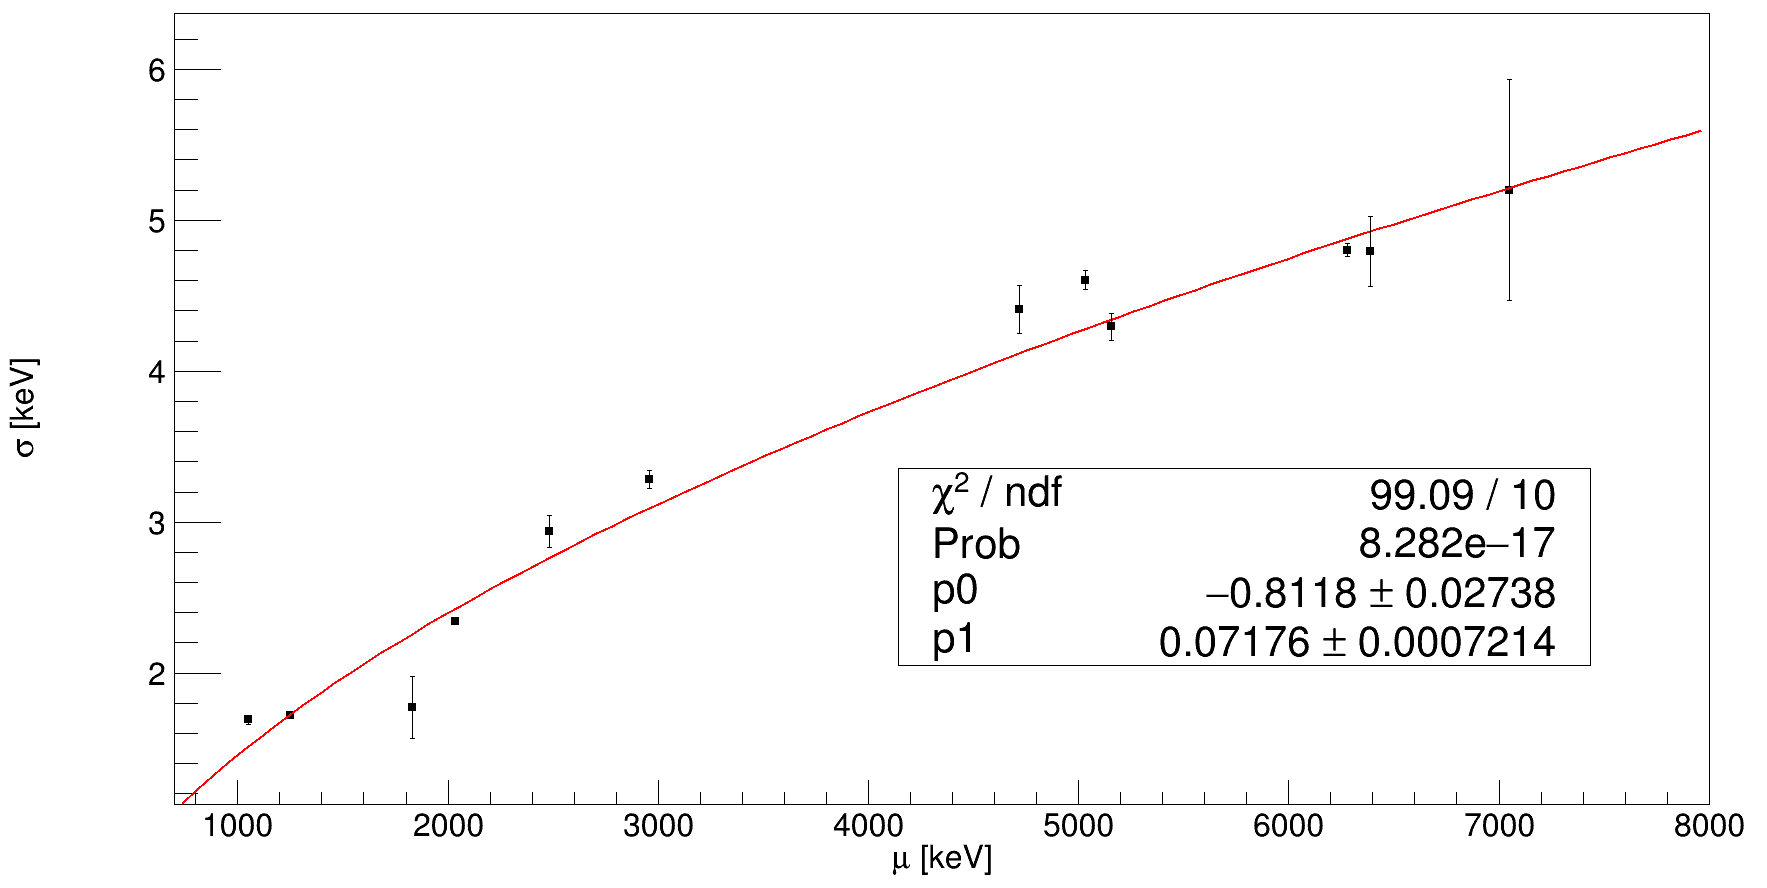 6
5
4
3
2
σ [keV]
χ² / ndf 99.09 / 10
Prob 8.282e−17
p0 −0.8118 ± 0.02738
p1 0.07176 ± 0.0007214
1000 2000 3000 4000 5000 6000 7000 8000
μ [keV]